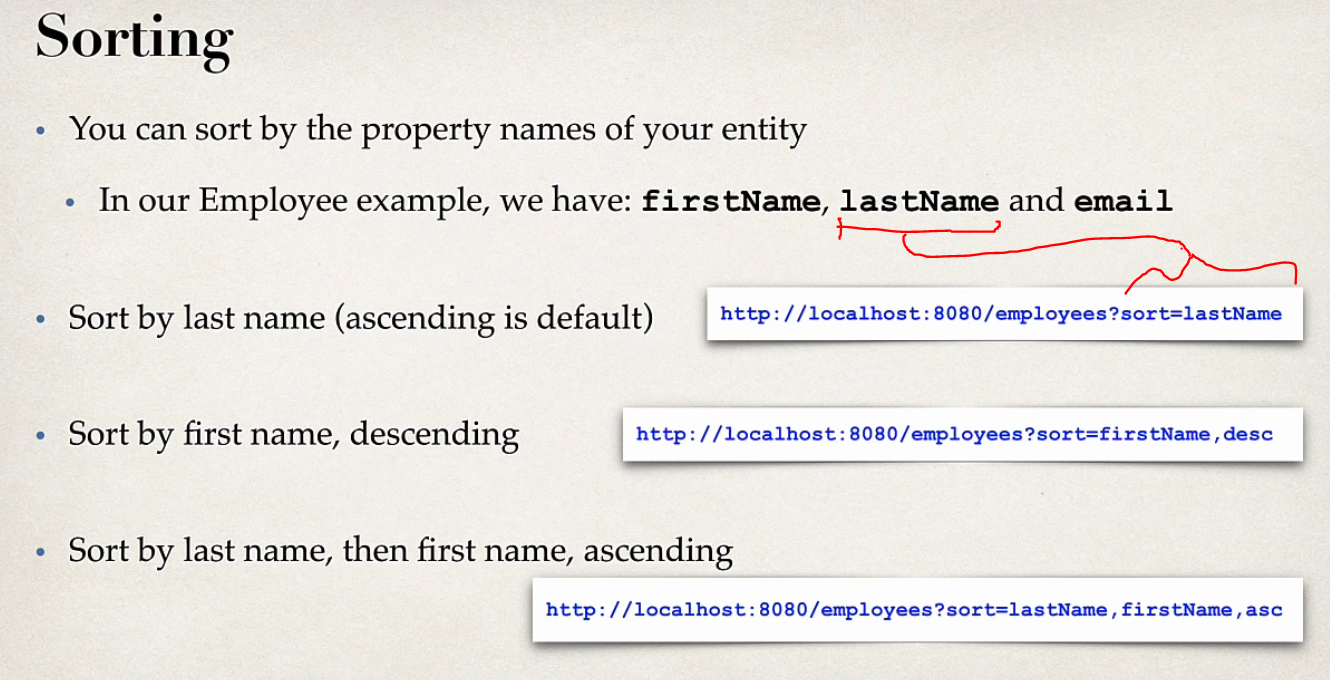 Sorting
• You can sort by the property names of your entity
• In our Employee example, we have: firstName, lastName and email
• Sort by last name (ascending is default)
http://localhost:8080/employees?sort=lastName
• Sort by first name, descending
http://localhost:8080/employees?sort=firstName,desc
• Sort by last name, then first name, ascending
http://localhost:8080/employees?sort=lastName,firstName,asc